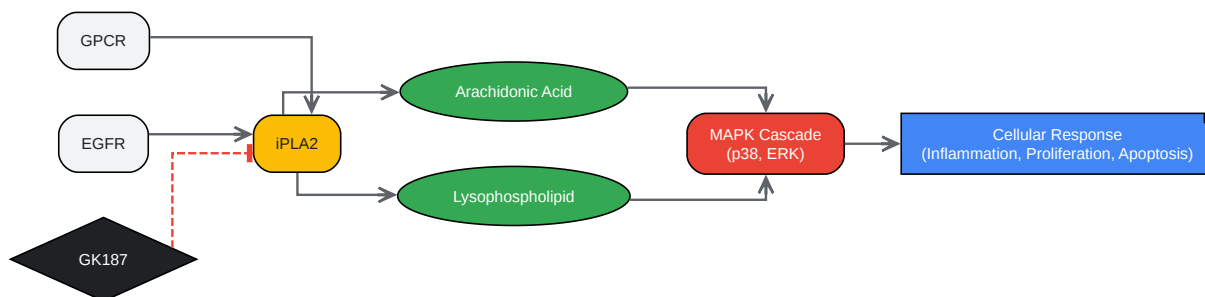 GPCR
EGFR
iPLA2
GK187
Arachidonic Acid
Lysophospholipid
MAPK Cascade
(p38, ERK)
Cellular Response
(Inflammation, Proliferation, Apoptosis)